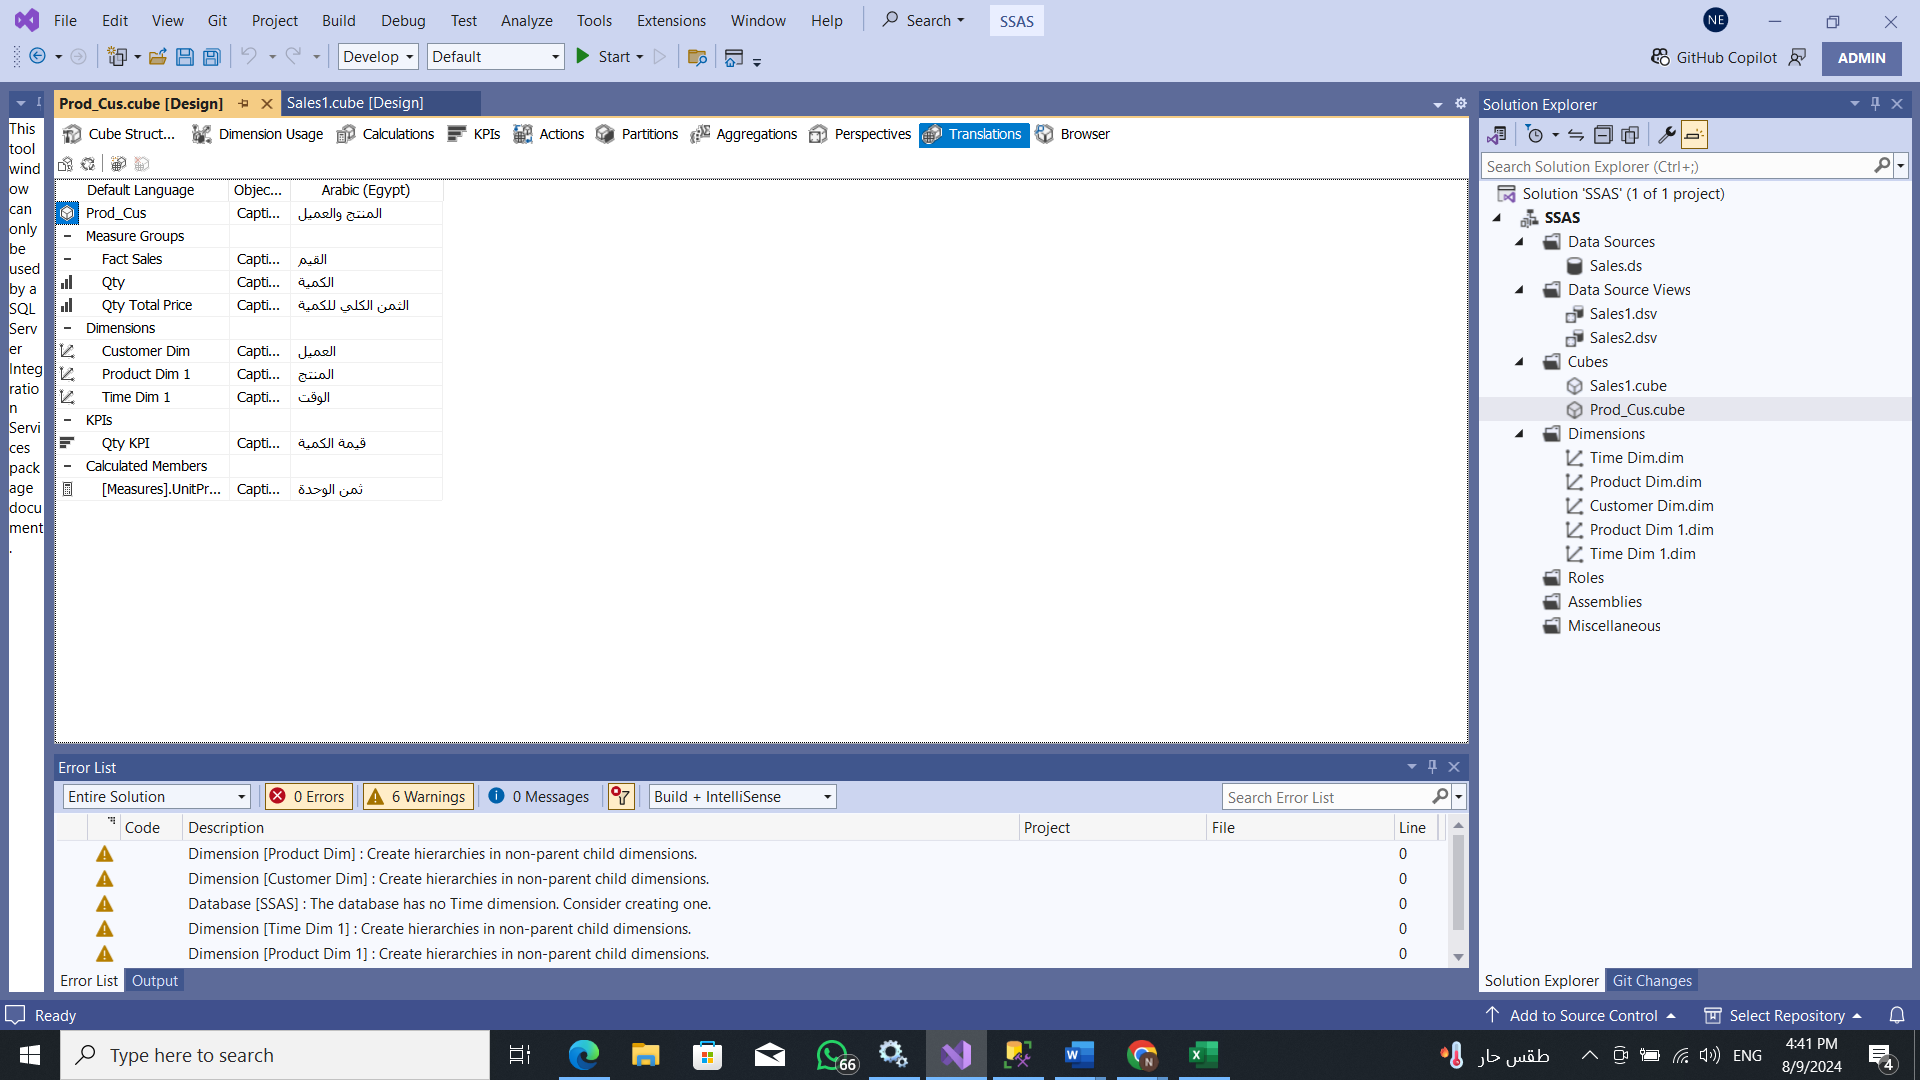 File Edit View Git Project Build Debug Test Analyze Tools Extensions Window Help Search SSAS NE
Develop Default Start GitHub Copilot ADMIN
Prod_Cus.cube [Design] Sales1.cube [Design]
Cube Struct... Dimension Usage Calculations KPIs Actions Partitions Aggregations Perspectives Translations Browser
This
tool
wind
ow
can
only
be
used
by a
SQL
Serv
er
Integ
ratio
n
Servi
ces
pack
age
docu
ment
.
Default Language Objec... Arabic (Egypt)
Prod_Cus Capti... المنتج والعميل
Measure Groups
Fact Sales Capti... القيم
Qty Capti... الكمية
Qty Total Price Capti... الثمن الكلي للكمية
Dimensions
Customer Dim Capti... العميل
Product Dim 1 Capti... المنتج
Time Dim 1 Capti... الوقت
KPIs
Qty KPI Capti... قيمة الكمية
Calculated Members
[Measures].UnitPr... Capti... ثمن الوحدة
Solution Explorer
Search Solution Explorer (Ctrl+;)
Solution 'SSAS' (1 of 1 project)
SSAS
Data Sources
Sales.ds
Data Source Views
Sales1.dsv
Sales2.dsv
Cubes
Sales1.cube
Prod_Cus.cube
Dimensions
Time Dim.dim
Product Dim.dim
Customer Dim.dim
Product Dim 1.dim
Time Dim 1.dim
Roles
Assemblies
Miscellaneous
Solution Explorer Git Changes
Error List
Entire Solution 0 Errors 6 Warnings 0 Messages Build + IntelliSense Search Error List
Code Description Project File Line
Dimension [Product Dim] : Create hierarchies in non-parent child dimensions. 0
Dimension [Customer Dim] : Create hierarchies in non-parent child dimensions. 0
Database [SSAS] : The database has no Time dimension. Consider creating one. 0
Dimension [Time Dim 1] : Create hierarchies in non-parent child dimensions. 0
Dimension [Product Dim 1] : Create hierarchies in non-parent child dimensions. 0
Error List Output
Ready Add to Source Control Select Repository
Type here to search 66 طقس حار ENG 4:41 PM
8/9/2024 4